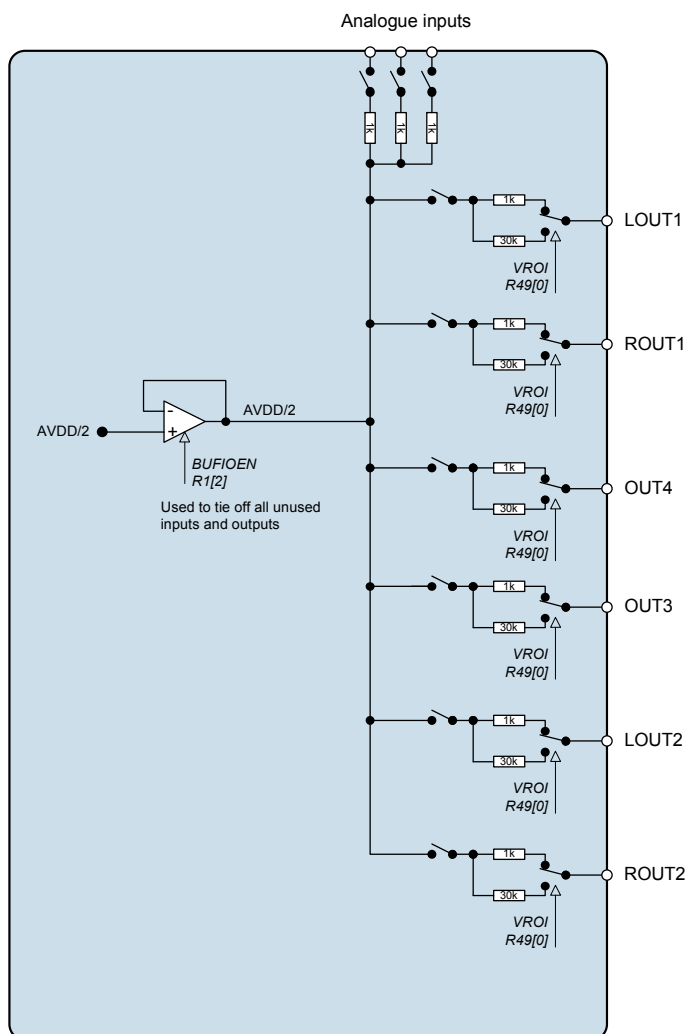 Analogue inputs
1k
1k
1k
1k
LOUT1
30k
VROI
R49[0]
1k
ROUT1
30k
VROI
R49[0]
-
AVDD/2
AVDD/2
+
BUFIOEN
R1[2]
Used to tie off all unused
inputs and outputs
1k
OUT4
30k
VROI
R49[0]
1k
OUT3
30k
VROI
R49[0]
1k
LOUT2
30k
VROI
R49[0]
1k
ROUT2
30k
VROI
R49[0]